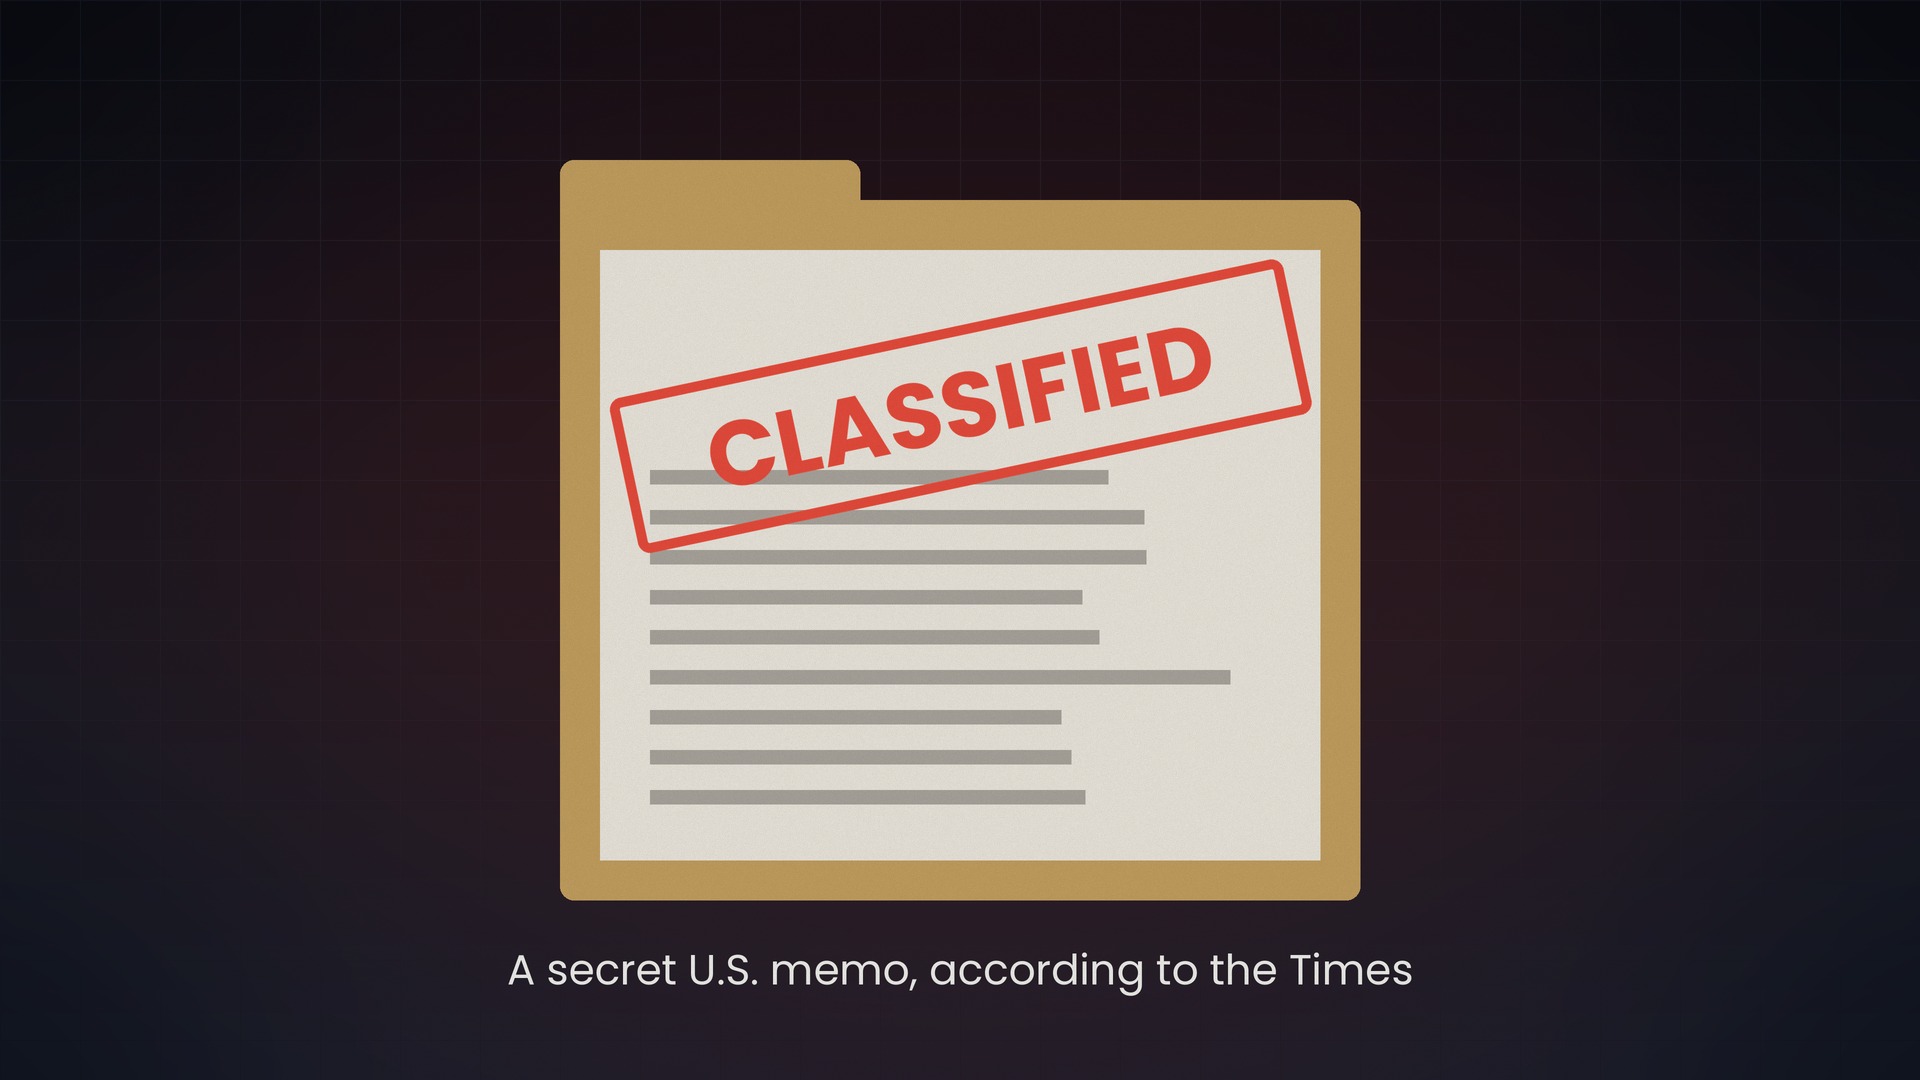 CLASSIFIED
A secret U.S. memo, according to the Times